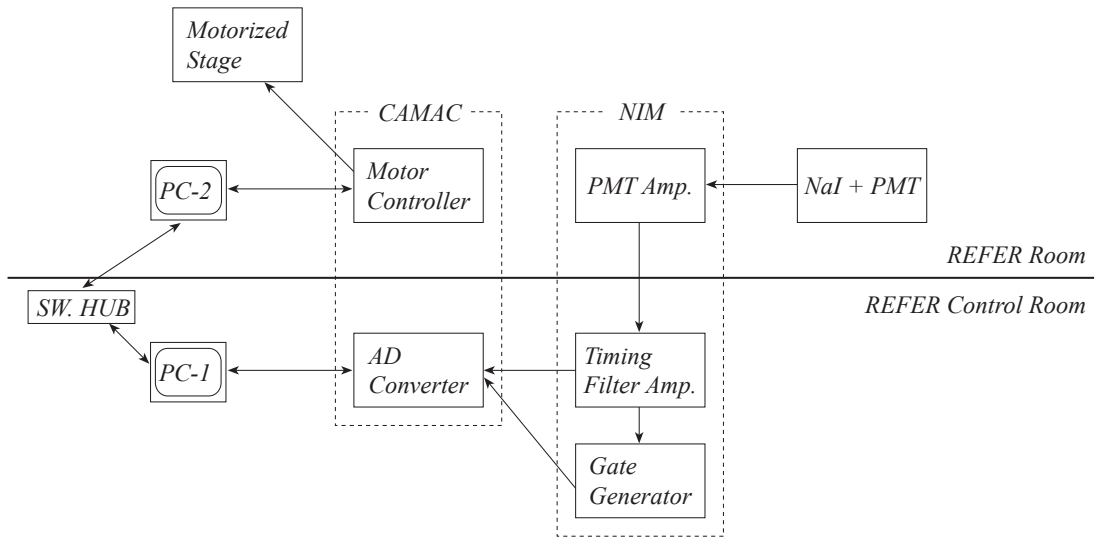 Motorized
Stage
CAMAC
NIM
PC-2
Motor
Controller
PMT Amp.
NaI + PMT
REFER Room
SW. HUB
REFER Control Room
PC-1
AD
Converter
Timing
Filter Amp.
Gate
Generator